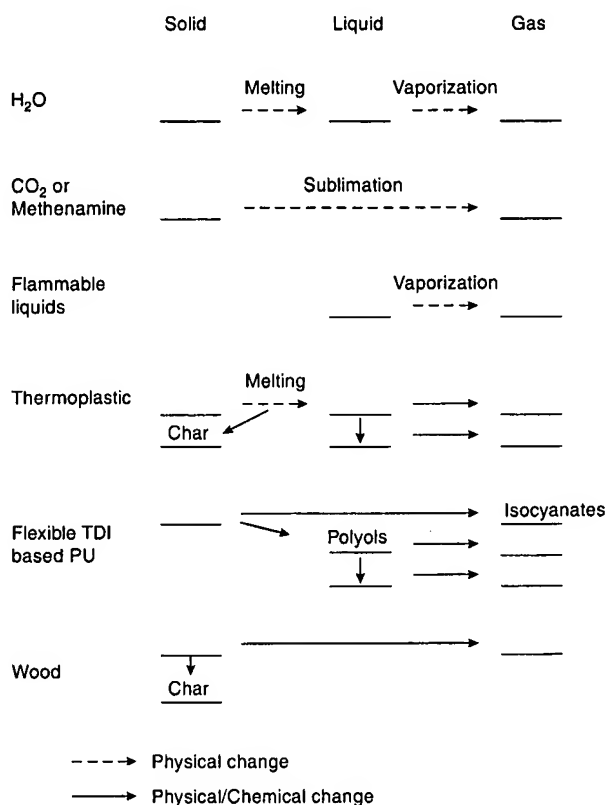 Solid Liquid Gas
Melting Vaporization
H₂O
CO₂ or
Methenamine
Sublimation
Flammable
liquids
Vaporization
Melting
Thermoplastic
Char
Isocyanates
Flexible TDI
based PU
Polyols
Wood
Char
Physical change
Physical/Chemical change